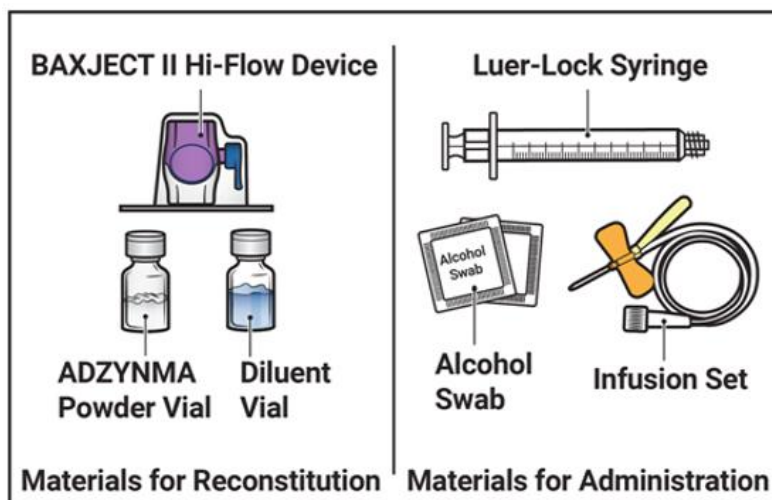 BAXJECT II Hi-Flow Device
ADZYNMA
Powder Vial
Diluent
Vial
Materials for Reconstitution
Luer-Lock Syringe
Alcohol
Swab
Alcohol
Swab
Infusion Set
Materials for Administration